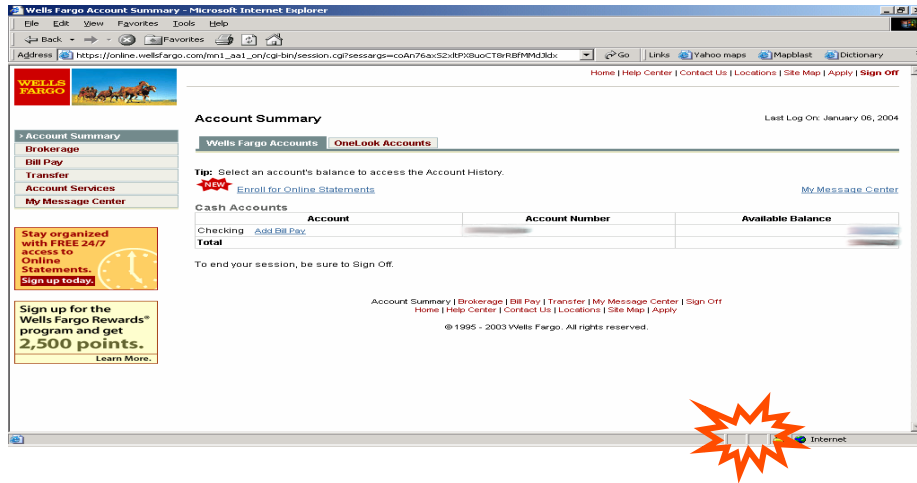 Wells Fargo Account Summary - Microsoft Internet Explorer
File Edit View Favorites Tools Help
Back Favorites
Address https://online.wellsfargo.com/mn1_aa1_on/cgi-bin/session.cgi?sessargs=coAn76axS2xltPX8uoCT8rRBfMMdJldx Go Links Yahoo maps Mapblast Dictionary
WELLS
FARGO
Home | Help Center | Contact Us | Locations | Site Map | Apply | Sign Off
Account Summary
Last Log On: January 06, 2004
Account Summary
Brokerage
Bill Pay
Transfer
Account Services
My Message Center
Wells Fargo Accounts OneLook Accounts
Tip: Select an account's balance to access the Account History.
NEW Enroll for Online Statements My Message Center
Cash Accounts
Account Account Number Available Balance
Checking Add Bill Pay
Total
To end your session, be sure to Sign Off.
Stay organized
with FREE 24/7
access to
Online
Statements.
Sign up today.
Sign up for the
Wells Fargo Rewards®
program and get
2,500 points.
Learn More.
Account Summary | Brokerage | Bill Pay | Transfer | My Message Center | Sign Off
Home | Help Center | Contact Us | Locations | Site Map | Apply
© 1995 - 2003 Wells Fargo. All rights reserved.
Internet